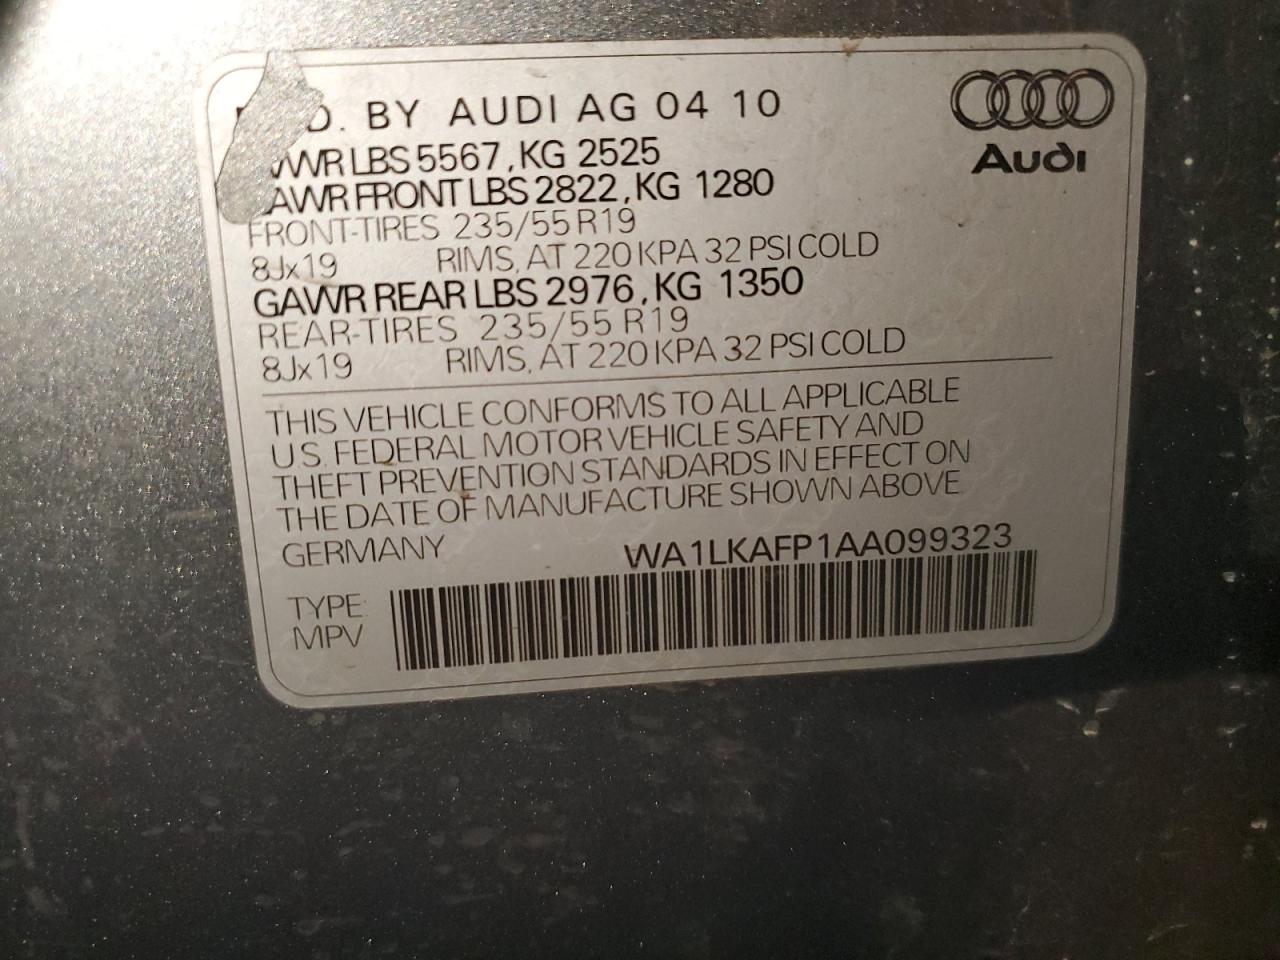 D. BY AUDI AG 04 10
Audi
VWR LBS 5567, KG 2525
AWR FRONT LBS 2822, KG 1280
FRONT-TIRES 235/55 R19
8Jx19 RIMS, AT 220 KPA 32 PSI COLD
GAWR REAR LBS 2976, KG 1350
REAR-TIRES 235/55 R19
8Jx19 RIMS, AT 220 KPA 32 PSI COLD
THIS VEHICLE CONFORMS TO ALL APPLICABLE
U.S. FEDERAL MOTOR VEHICLE SAFETY AND
THEFT PREVENTION STANDARDS IN EFFECT ON
THE DATE OF MANUFACTURE SHOWN ABOVE
GERMANY WA1LKAFP1AA099323
TYPE:
MPV